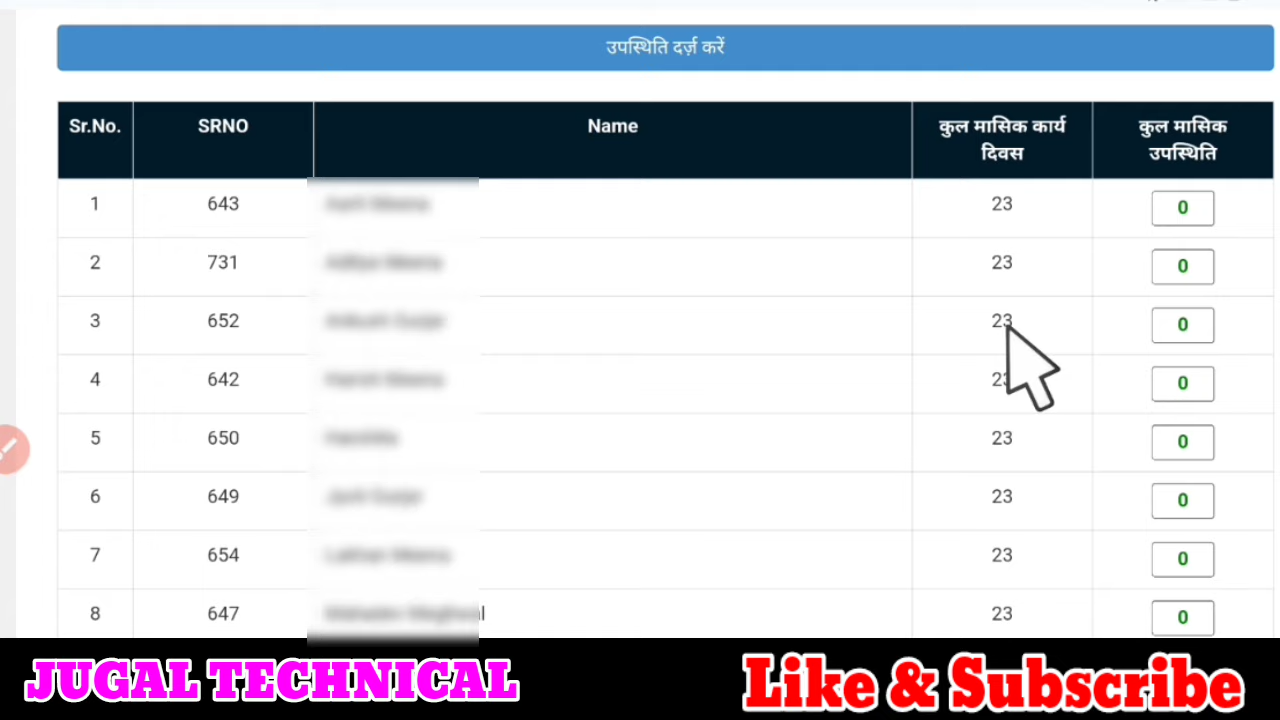 उपस्थिति दर्ज़ करें
Sr.No. SRNO Name कुल मासिक कार्य दिवस कुल मासिक उपस्थिति
1 643 23 0
2 731 23 0
3 652 23 0
4 642 23 0
5 650 23 0
6 649 23 0
7 654 23 0
8 647 23 0
JUGAL TECHNICAL Like & Subscribe